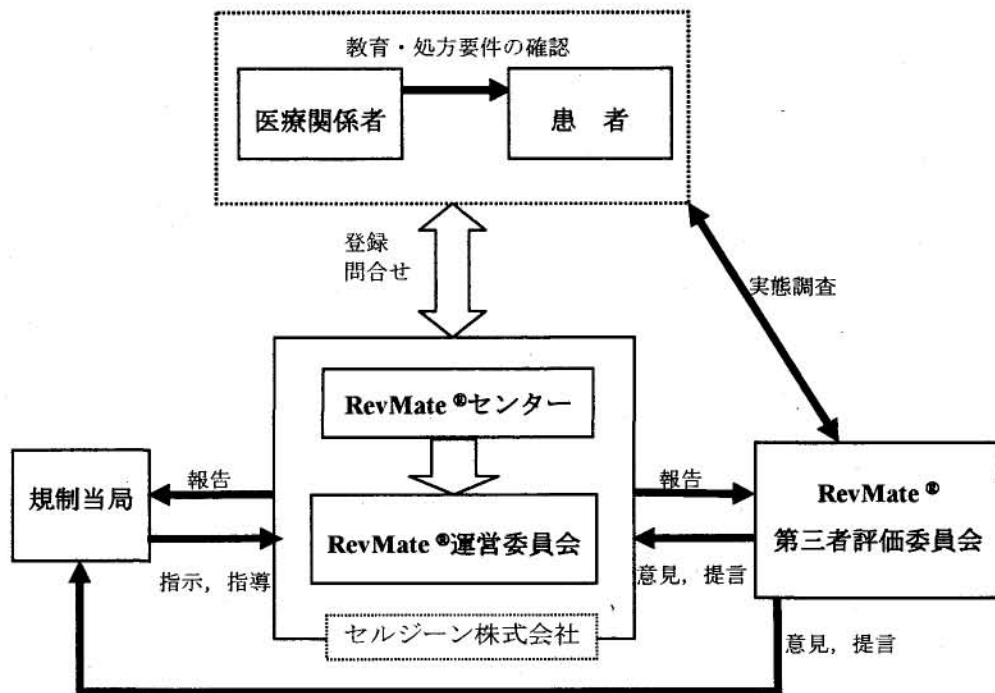 教育・処方要件の確認
医療関係者
患　者
登録
問合せ
実態調査
RevMate®センター
規制当局
報告
報告
RevMate®
第三者評価委員会
RevMate®運営委員会
指示，指導
意見，提言
セルジーン株式会社
意見，提言